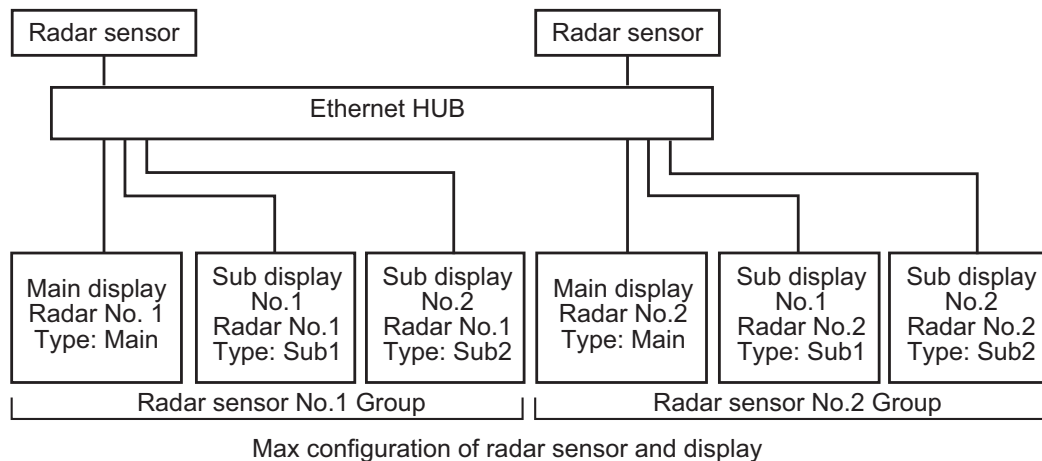 Radar sensor
Radar sensor
Ethernet HUB
Main display
Radar No. 1
Type: Main
Sub display
No.1
Radar No.1
Type: Sub1
Sub display
No.2
Radar No.1
Type: Sub2
Main display
Radar No.2
Type: Main
Sub display
No.1
Radar No.2
Type: Sub1
Sub display
No.2
Radar No.2
Type: Sub2
Radar sensor No.1 Group
Radar sensor No.2 Group
Max configuration of radar sensor and display